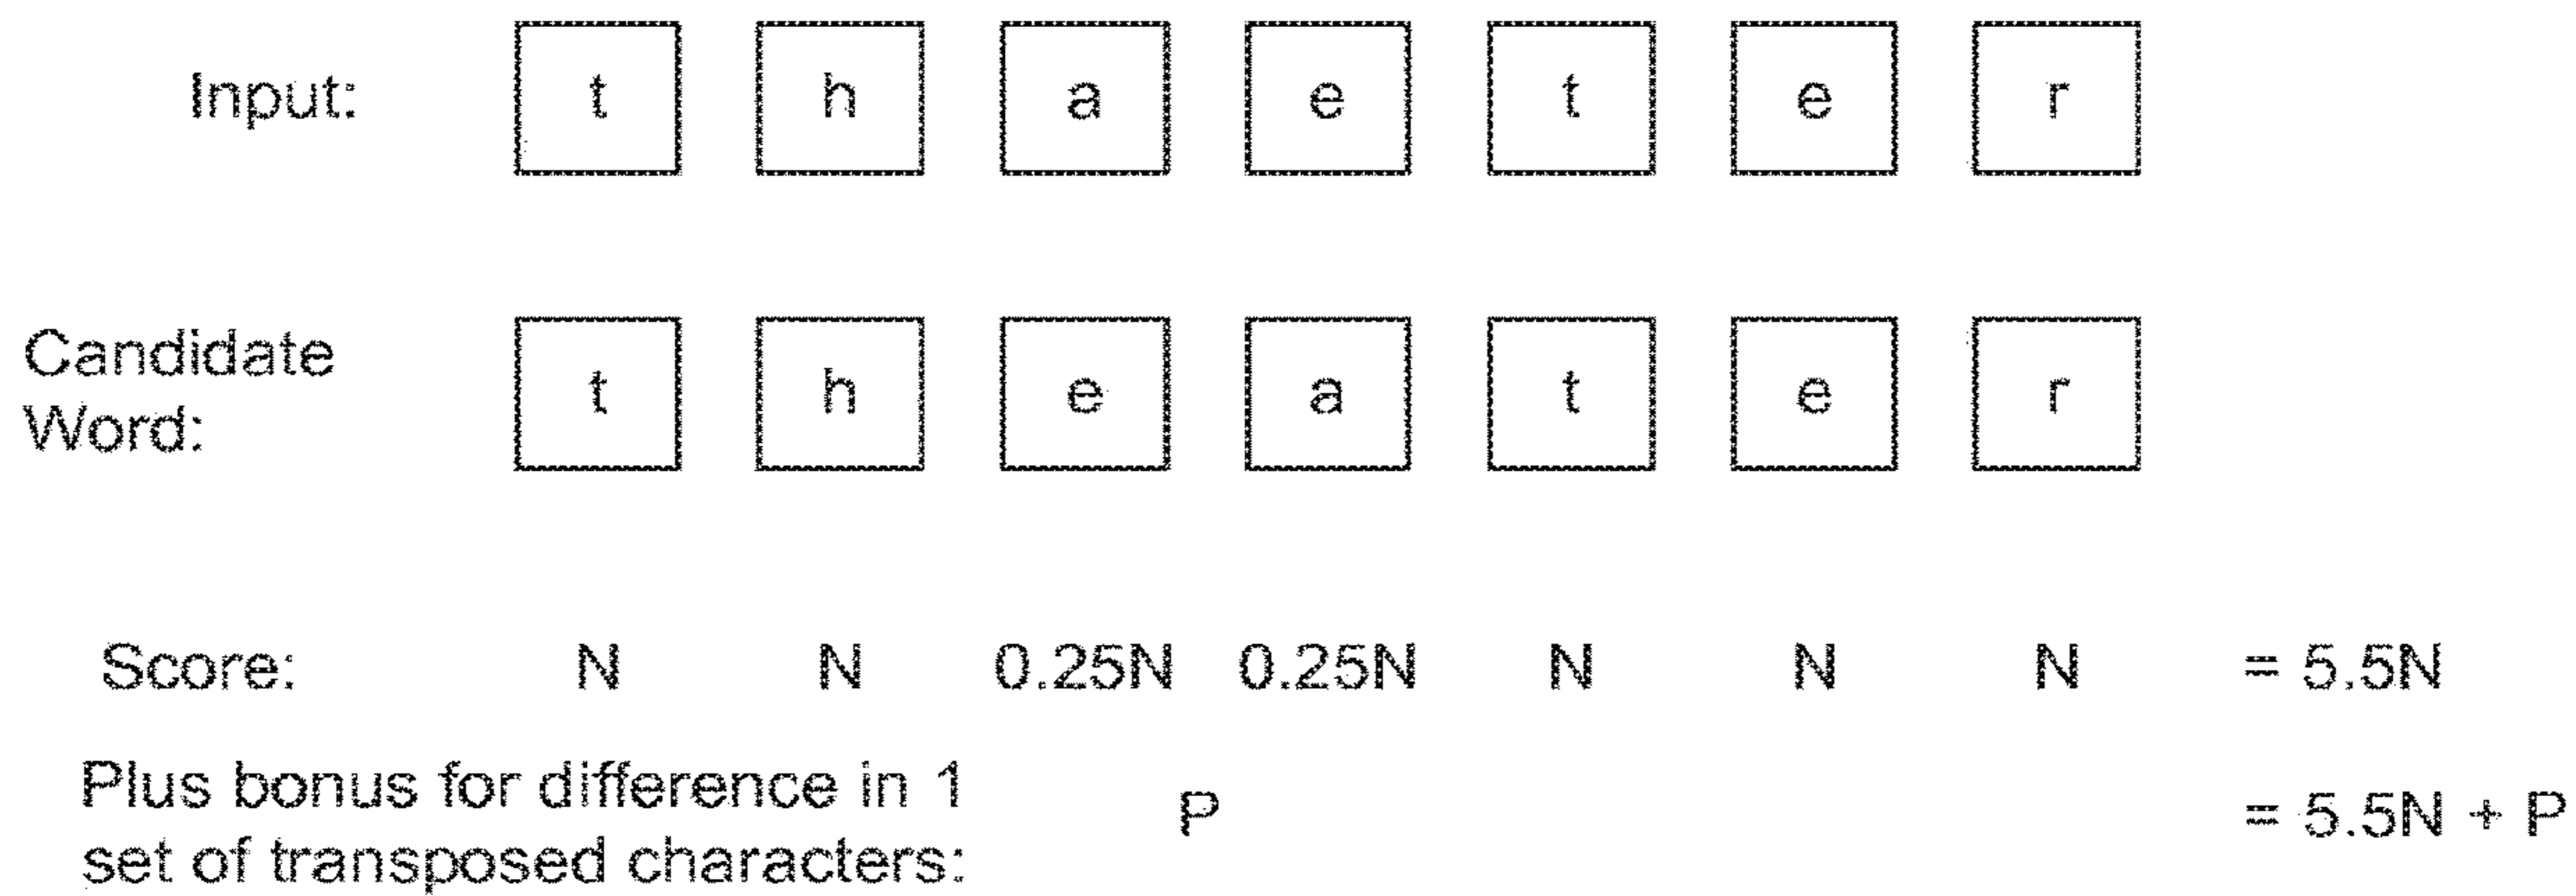 Input: t h a e t e r
Candidate
Word: t h e a t e r
Score: N N 0.25N 0.25N N N N = 5.5N
Plus bonus for difference in 1
set of transposed characters: P = 5.5N + P